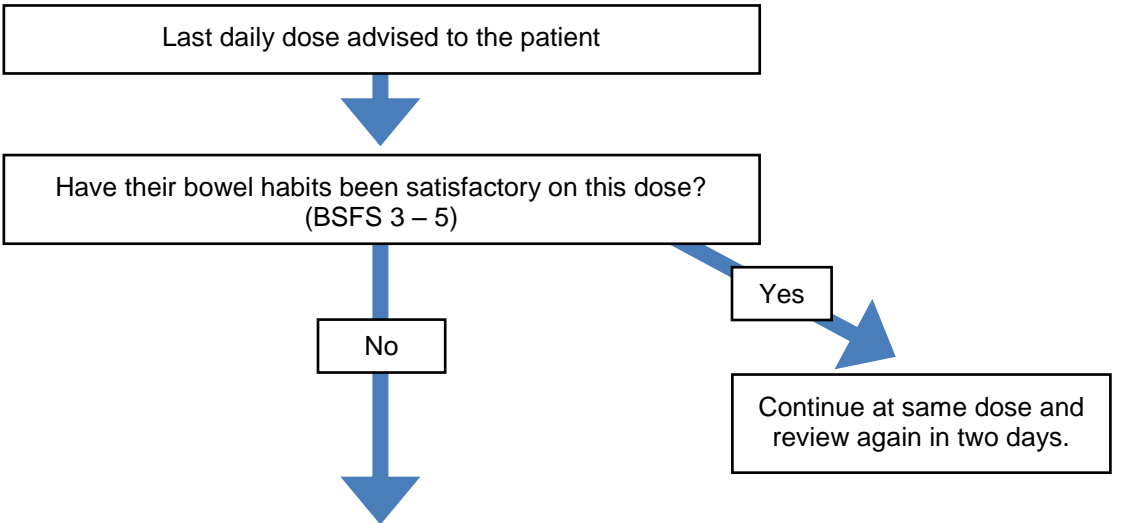 Last daily dose advised to the patient
Have their bowel habits been satisfactory on this dose?
(BSFS 3 – 5)
Yes
No
Continue at same dose and
review again in two days.